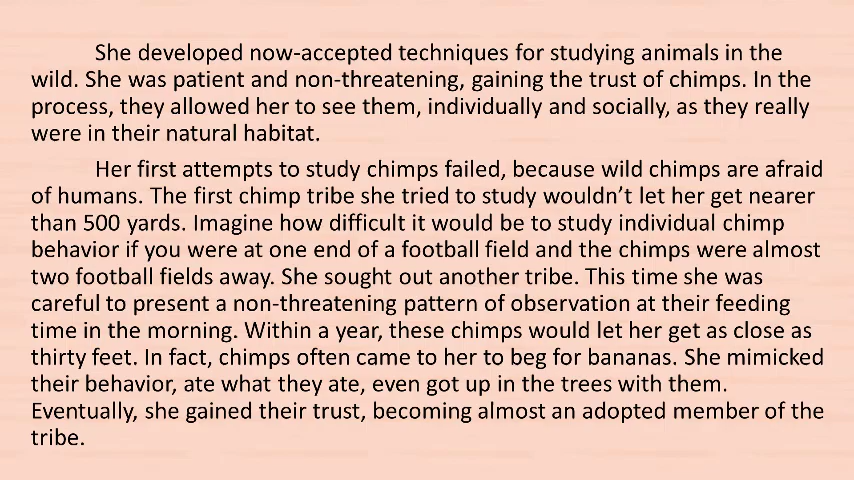 She developed now-accepted techniques for studying animals in the
wild. She was patient and non-threatening, gaining the trust of chimps. In the
process, they allowed her to see them, individually and socially, as they really
were in their natural habitat.
Her first attempts to study chimps failed, because wild chimps are afraid
of humans. The first chimp tribe she tried to study wouldn’t let her get nearer
than 500 yards. Imagine how difficult it would be to study individual chimp
behavior if you were at one end of a football field and the chimps were almost
two football fields away. She sought out another tribe. This time she was
careful to present a non-threatening pattern of observation at their feeding
time in the morning. Within a year, these chimps would let her get as close as
thirty feet. In fact, chimps often came to her to beg for bananas. She mimicked
their behavior, ate what they ate, even got up in the trees with them.
Eventually, she gained their trust, becoming almost an adopted member of the
tribe.